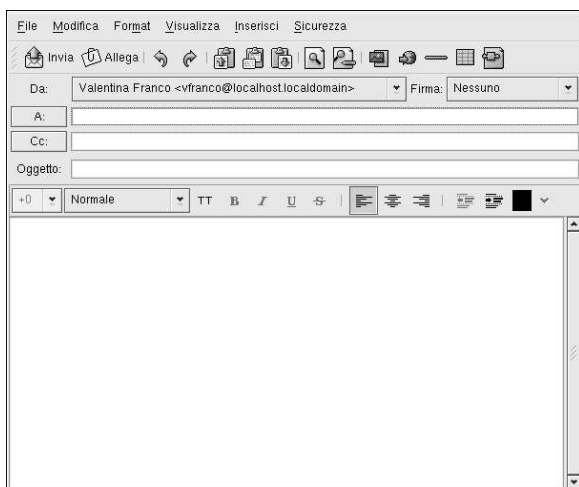 File Modifica Format Visualizza Inserisci Sicurezza
Invia Allega
Da: Valentina Franco <vfranco@localhost.localdomain> Firma: Nessuno
A:
Cc:
Oggetto:
+0 Normale TT B I U S